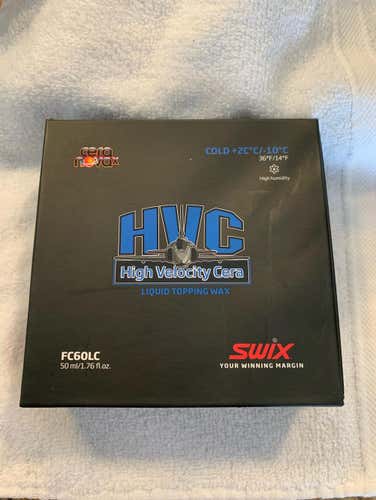 cera
novax
COLD +2C°C/-10°C
36°F/14°F
High humidity
HVC
High Velocity Cera
LIQUID TOPPING WAX
FC60LC
50 ml/1.76 fl.oz.
SWIX
YOUR WINNING MARGIN